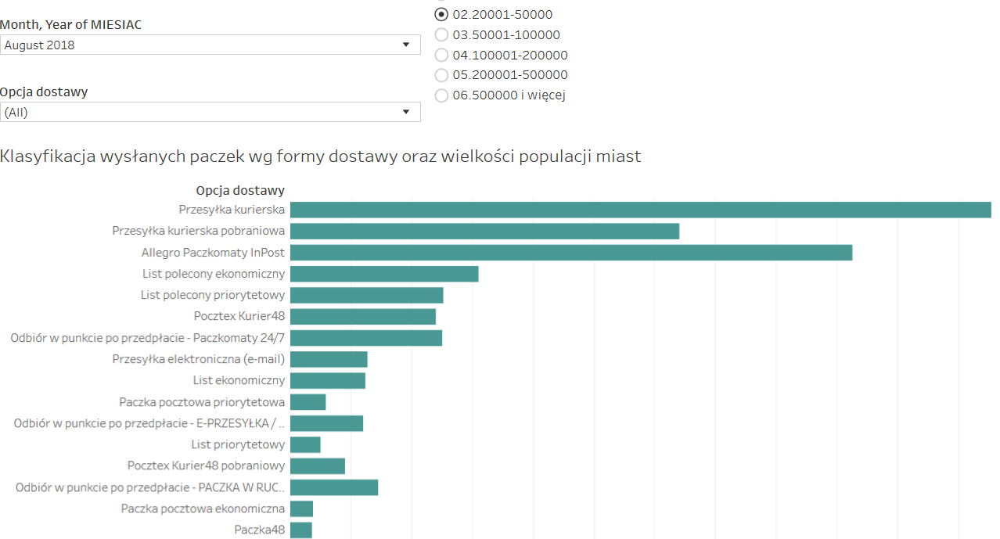 Month, Year of MIESIAC
August 2018
Opcja dostawy
(All)
02.20001-50000
03.50001-100000
04.100001-200000
05.200001-500000
06.500000 i więcej
Klasyfikacja wysłanych paczek wg formy dostawy oraz wielkości populacji miast
Opcja dostawy
Przesyłka kurierska
Przesyłka kurierska pobraniowa
Allegro Paczkomaty InPost
List polecony ekonomiczny
List polecony priorytetowy
Pocztex Kurier48
Odbiór w punkcie po przedpłacie - Paczkomaty 24/7
Przesyłka elektroniczna (e-mail)
List ekonomiczny
Paczka pocztowa priorytetowa
Odbiór w punkcie po przedpłacie - E-PRZESYŁKA / ..
List priorytetowy
Pocztex Kurier48 pobraniowy
Odbiór w punkcie po przedpłacie - PACZKA W RUC..
Paczka pocztowa ekonomiczna
Paczka48